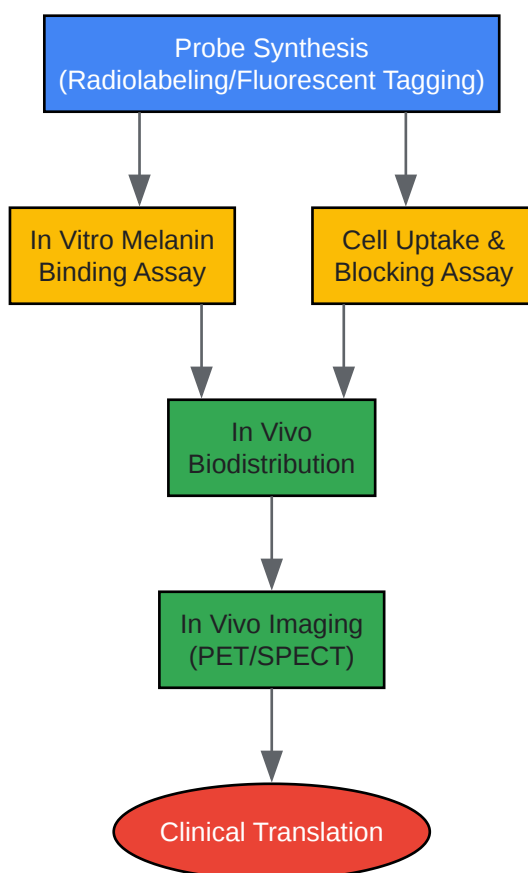 Probe Synthesis
(Radiolabeling/Fluorescent Tagging)
In Vitro Melanin
Binding Assay
Cell Uptake &
Blocking Assay
In Vivo
Biodistribution
In Vivo Imaging
(PET/SPECT)
Clinical Translation